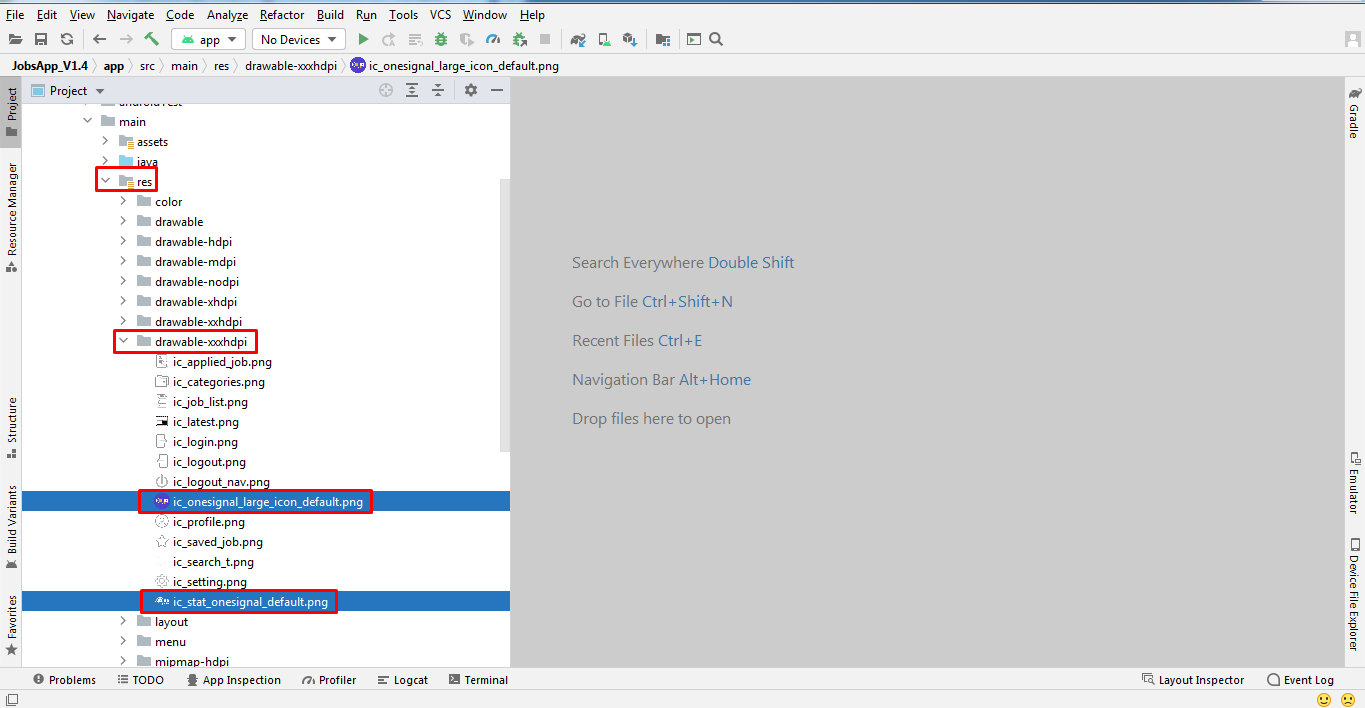 File Edit View Navigate Code Analyze Refactor Build Run Tools VCS Window Help
app No Devices
JobsApp_V1.4 app src main res drawable-xxxhdpi ic_onesignal_large_icon_default.png
Project
Project
Resource Manager
Structure
Build Variants
Favorites
androidTest
main
assets
java
res
color
drawable
drawable-hdpi
drawable-mdpi
drawable-nodpi
drawable-xhdpi
drawable-xxhdpi
drawable-xxxhdpi
ic_applied_job.png
ic_categories.png
ic_job_list.png
ic_latest.png
ic_login.png
ic_logout.png
ic_logout_nav.png
ic_onesignal_large_icon_default.png
ic_profile.png
ic_saved_job.png
ic_search_t.png
ic_setting.png
ic_stat_onesignal_default.png
layout
menu
mipmap-hdpi
Search Everywhere Double Shift
Go to File Ctrl+Shift+N
Recent Files Ctrl+E
Navigation Bar Alt+Home
Drop files here to open
Gradle
Emulator
Device File Explorer
Problems TODO App Inspection Profiler Logcat Terminal Layout Inspector Event Log